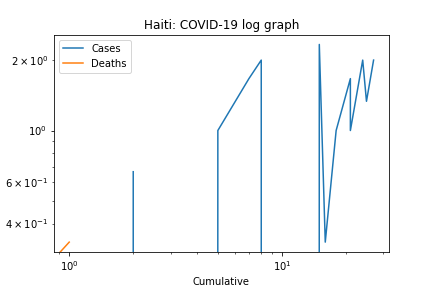 Haiti: COVID-19 log graph
Cases
Deaths
2 × 10⁰
10⁰
6 × 10⁻¹
4 × 10⁻¹
10⁰ 10¹
Cumulative